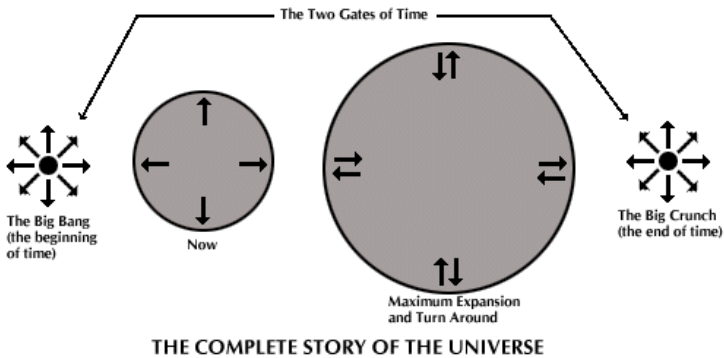 The Two Gates of Time
The Big Bang
(the beginning
of time)
Now
Maximum Expansion
and Turn Around
The Big Crunch
(the end of time)
THE COMPLETE STORY OF THE UNIVERSE